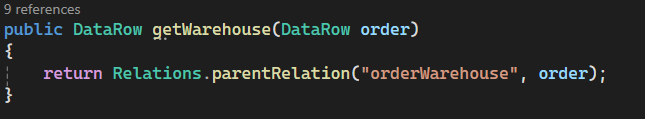 9 references
public DataRow getWarehouse(DataRow order)
{
return Relations.parentRelation("orderWarehouse", order);
}